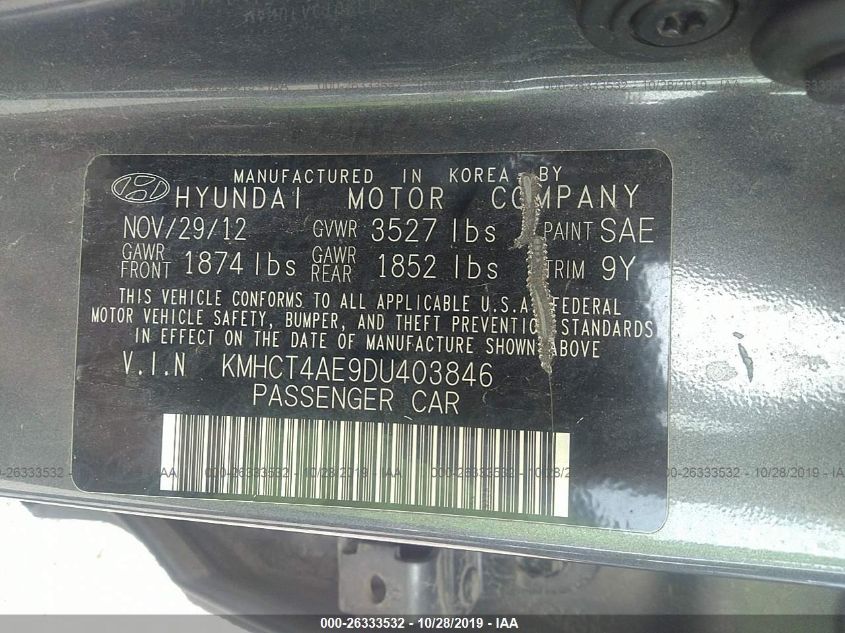 MANUFACTURED IN KOREA BY
HYUNDAI MOTOR COMPANY
NOV/29/12 GVWR 3527 lbs PAINT SAE
GAWR FRONT 1874 lbs GAWR REAR 1852 lbs TRIM 9Y
THIS VEHICLE CONFORMS TO ALL APPLICABLE U.S.A. FEDERAL
MOTOR VEHICLE SAFETY, BUMPER, AND THEFT PREVENTION STANDARDS
IN EFFECT ON THE DATE OF MANUFACTURE SHOWN ABOVE
V.I.N KMHCT4AE9DU403846
PASSENGER CAR
000-26333532 - 10/28/2019 - IAA